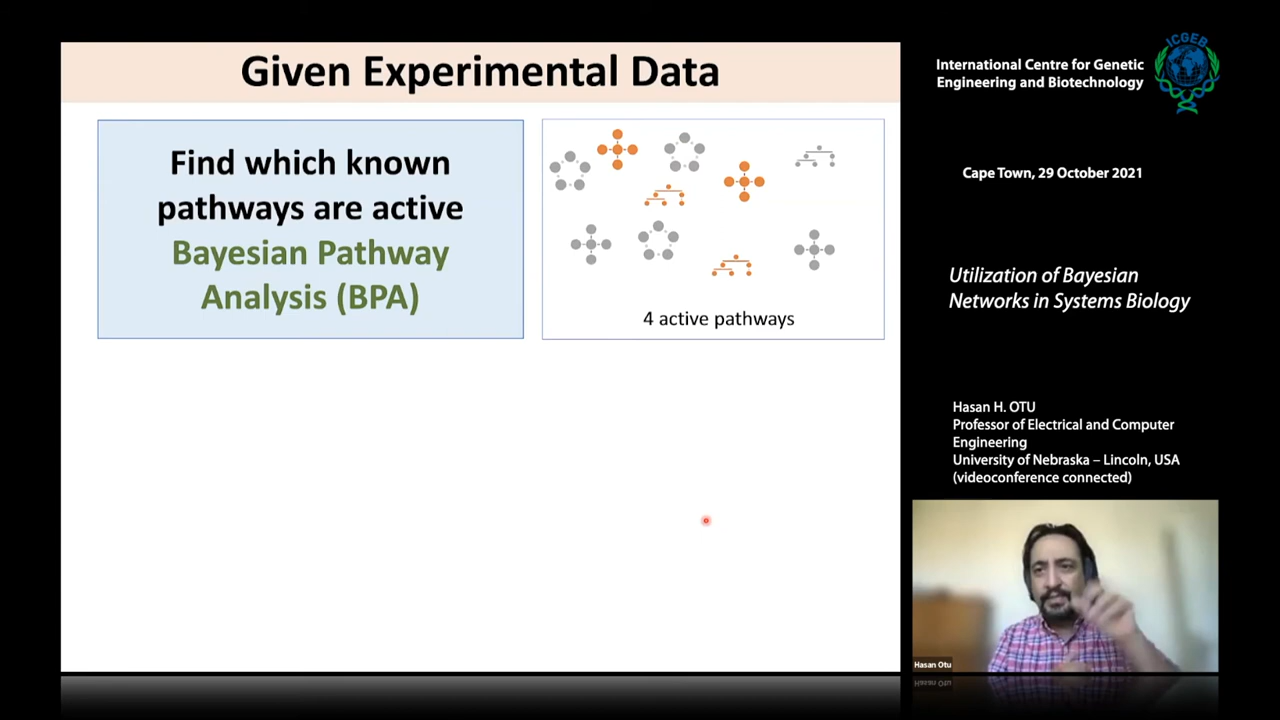 Given Experimental Data
Find which known
pathways are active
Bayesian Pathway
Analysis (BPA)
4 active pathways
ICGEB
International Centre for Genetic
Engineering and Biotechnology
Cape Town, 29 October 2021
Utilization of Bayesian
Networks in Systems Biology
Hasan H. OTU
Professor of Electrical and Computer
Engineering
University of Nebraska – Lincoln, USA
(videoconference connected)
Hasan Otu